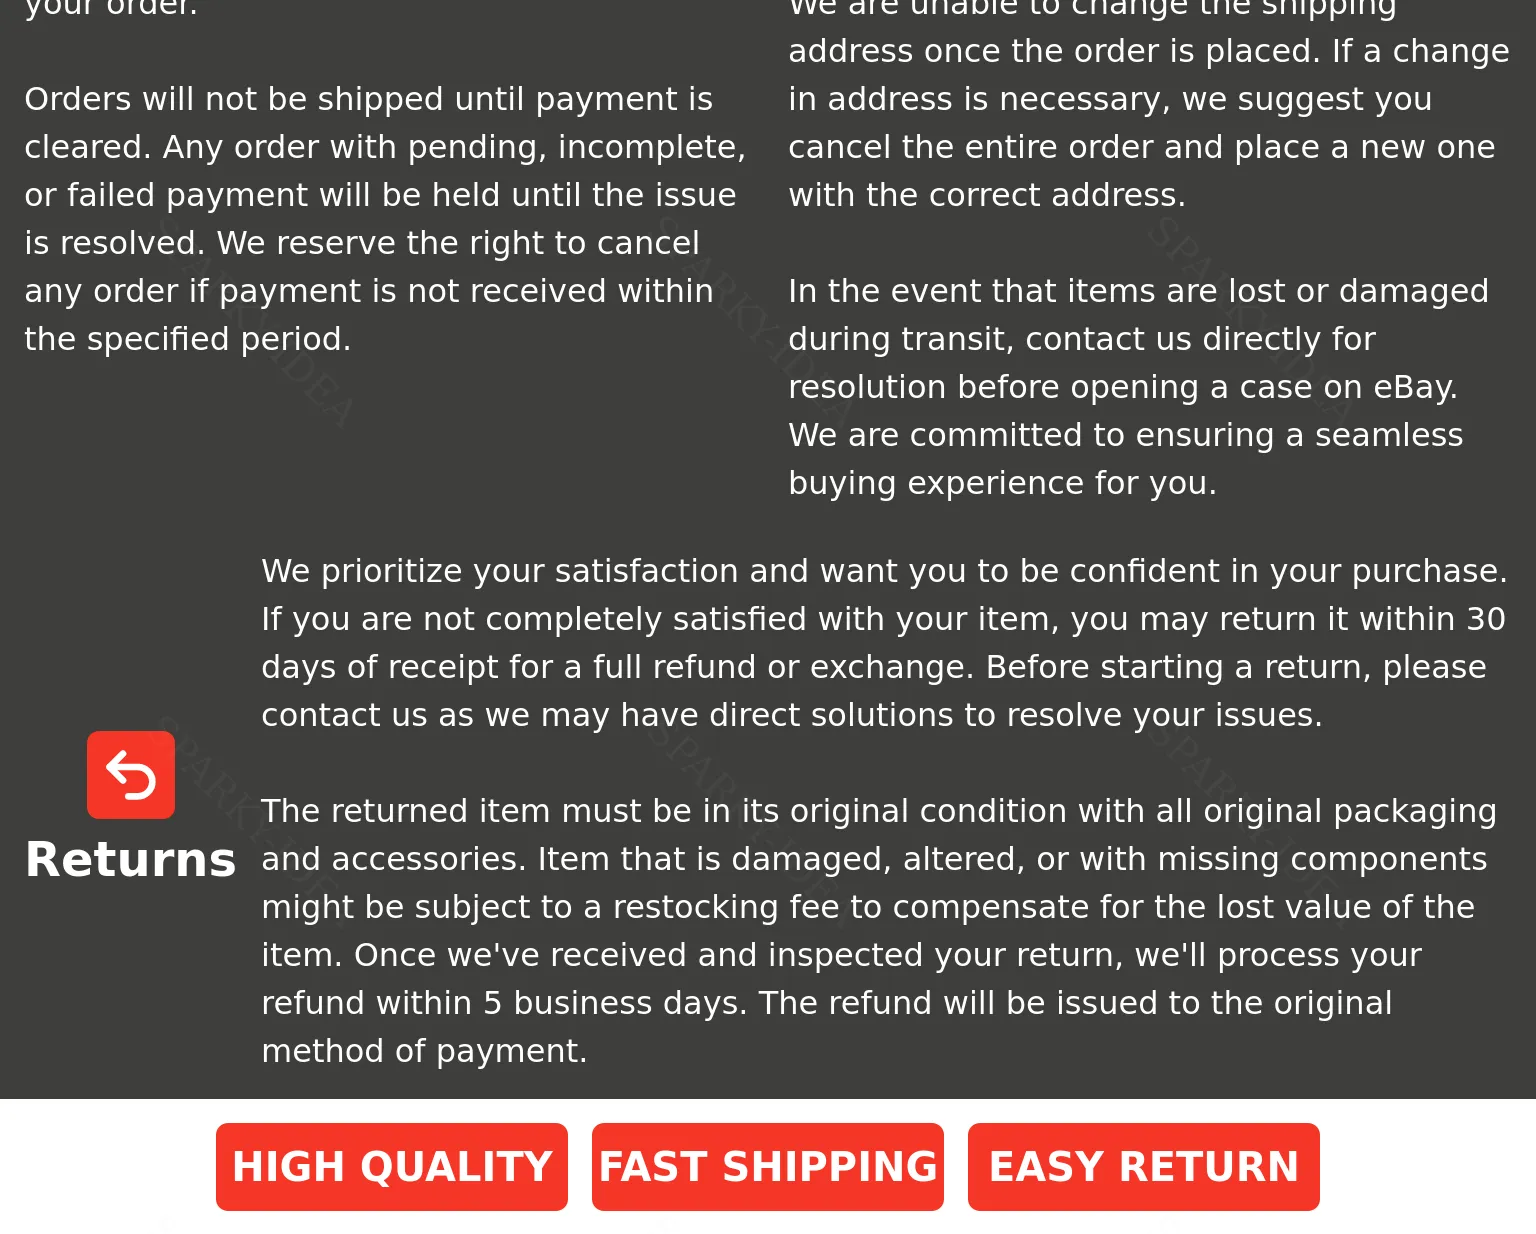 your order.
Orders will not be shipped until payment is
cleared. Any order with pending, incomplete,
or failed payment will be held until the issue
is resolved. We reserve the right to cancel
any order if payment is not received within
the specified period.
We are unable to change the shipping
address once the order is placed. If a change
in address is necessary, we suggest you
cancel the entire order and place a new one
with the correct address.
In the event that items are lost or damaged
during transit, contact us directly for
resolution before opening a case on eBay.
We are committed to ensuring a seamless
buying experience for you.
Returns
We prioritize your satisfaction and want you to be confident in your purchase.
If you are not completely satisfied with your item, you may return it within 30
days of receipt for a full refund or exchange. Before starting a return, please
contact us as we may have direct solutions to resolve your issues.
The returned item must be in its original condition with all original packaging
and accessories. Item that is damaged, altered, or with missing components
might be subject to a restocking fee to compensate for the lost value of the
item. Once we've received and inspected your return, we'll process your
refund within 5 business days. The refund will be issued to the original
method of payment.
HIGH QUALITY
FAST SHIPPING
EASY RETURN
SPARKY-IDEA
SPARKY-IDEA
SPARKY-IDEA
SPARKY-IDEA
SPARKY-IDEA
SPARKY-IDEA